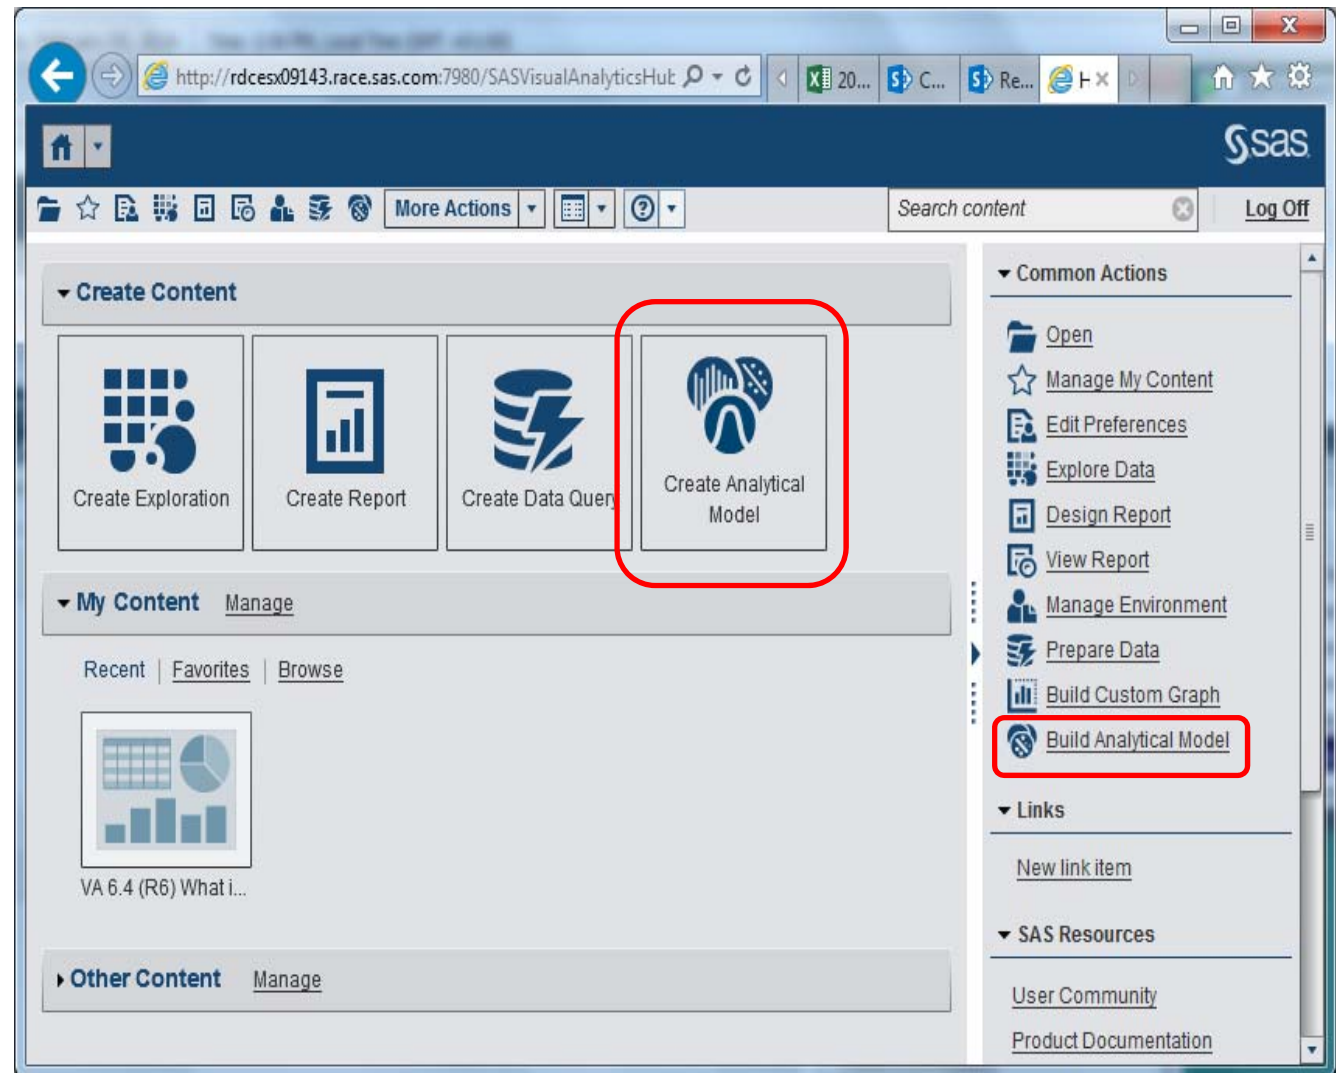 http://rdcesx09143.race.sas.com:7980/SASVisualAnalyticsHub
20...
C...
Re...
H
sas
More Actions
Search content
Log Off
Create Content
Create Exploration
Create Report
Create Data Query
Create Analytical
Model
My Content Manage
Recent | Favorites | Browse
VA 6.4 (R6) What i...
Other Content Manage
Common Actions
Open
Manage My Content
Edit Preferences
Explore Data
Design Report
View Report
Manage Environment
Prepare Data
Build Custom Graph
Build Analytical Model
Links
New link item
SAS Resources
User Community
Product Documentation